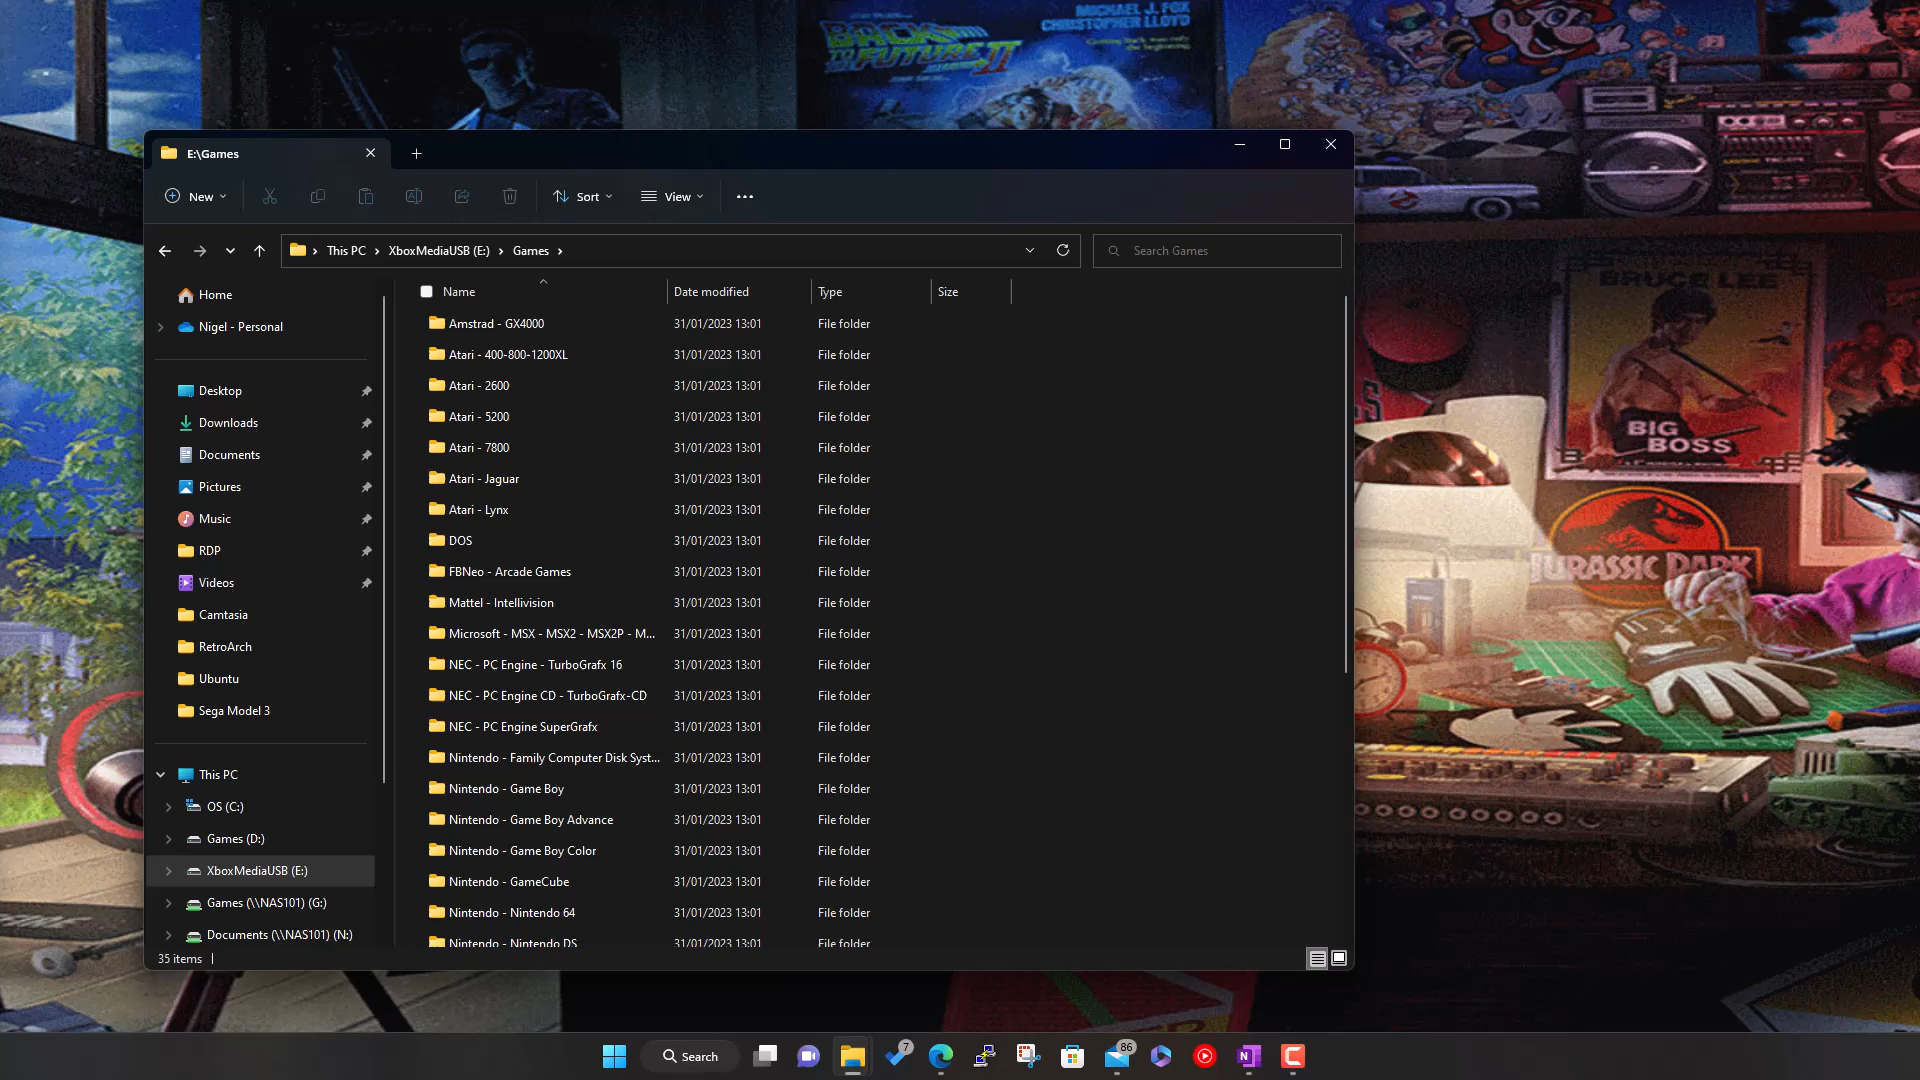 MICHAEL J. FOX
CHRISTOPHER LLOYD
BACK
TO THE
FUTURE II
BRUCE LEE
BIG
BOSS
JURASSIC PARK
E:\Games
New
Sort
View
This PC
XboxMediaUSB (E:)
Games
Search Games
Home
Nigel - Personal
Desktop
Downloads
Documents
Pictures
Music
RDP
Videos
Camtasia
RetroArch
Ubuntu
Sega Model 3
This PC
OS (C:)
Games (D:)
XboxMediaUSB (E:)
Games (\\NAS101) (G:)
Documents (\\NAS101) (N:)
Name Date modified Type Size
Amstrad - GX4000 31/01/2023 13:01 File folder
Atari - 400-800-1200XL 31/01/2023 13:01 File folder
Atari - 2600 31/01/2023 13:01 File folder
Atari - 5200 31/01/2023 13:01 File folder
Atari - 7800 31/01/2023 13:01 File folder
Atari - Jaguar 31/01/2023 13:01 File folder
Atari - Lynx 31/01/2023 13:01 File folder
DOS 31/01/2023 13:01 File folder
FBNeo - Arcade Games 31/01/2023 13:01 File folder
Mattel - Intellivision 31/01/2023 13:01 File folder
Microsoft - MSX - MSX2 - MSX2P - M... 31/01/2023 13:01 File folder
NEC - PC Engine - TurboGrafx 16 31/01/2023 13:01 File folder
NEC - PC Engine CD - TurboGrafx-CD 31/01/2023 13:01 File folder
NEC - PC Engine SuperGrafx 31/01/2023 13:01 File folder
Nintendo - Family Computer Disk Syst... 31/01/2023 13:01 File folder
Nintendo - Game Boy 31/01/2023 13:01 File folder
Nintendo - Game Boy Advance 31/01/2023 13:01 File folder
Nintendo - Game Boy Color 31/01/2023 13:01 File folder
Nintendo - GameCube 31/01/2023 13:01 File folder
Nintendo - Nintendo 64 31/01/2023 13:01 File folder
Nintendo - Nintendo DS 31/01/2023 13:01 File folder
35 items
Search
7
86
N